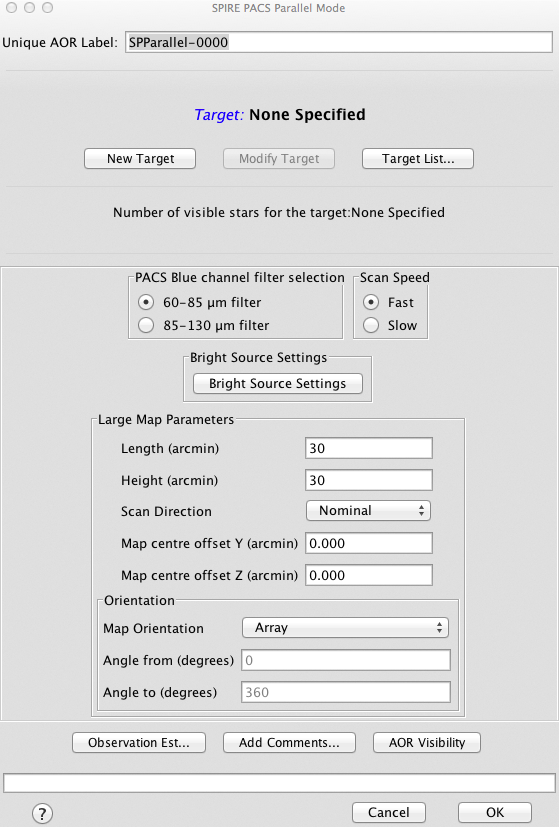 SPIRE PACS Parallel Mode
Unique AOR Label: SPParallel-0000
Target: None Specified
New Target Modify Target Target List...
Number of visible stars for the target:None Specified
PACS Blue channel filter selection Scan Speed
60-85 µm filter Fast
85-130 µm filter Slow
Bright Source Settings
Bright Source Settings
Large Map Parameters
Length (arcmin) 30
Height (arcmin) 30
Scan Direction Nominal
Map centre offset Y (arcmin) 0.000
Map centre offset Z (arcmin) 0.000
Orientation
Map Orientation Array
Angle from (degrees) 0
Angle to (degrees) 360
Observation Est... Add Comments... AOR Visibility
? Cancel OK